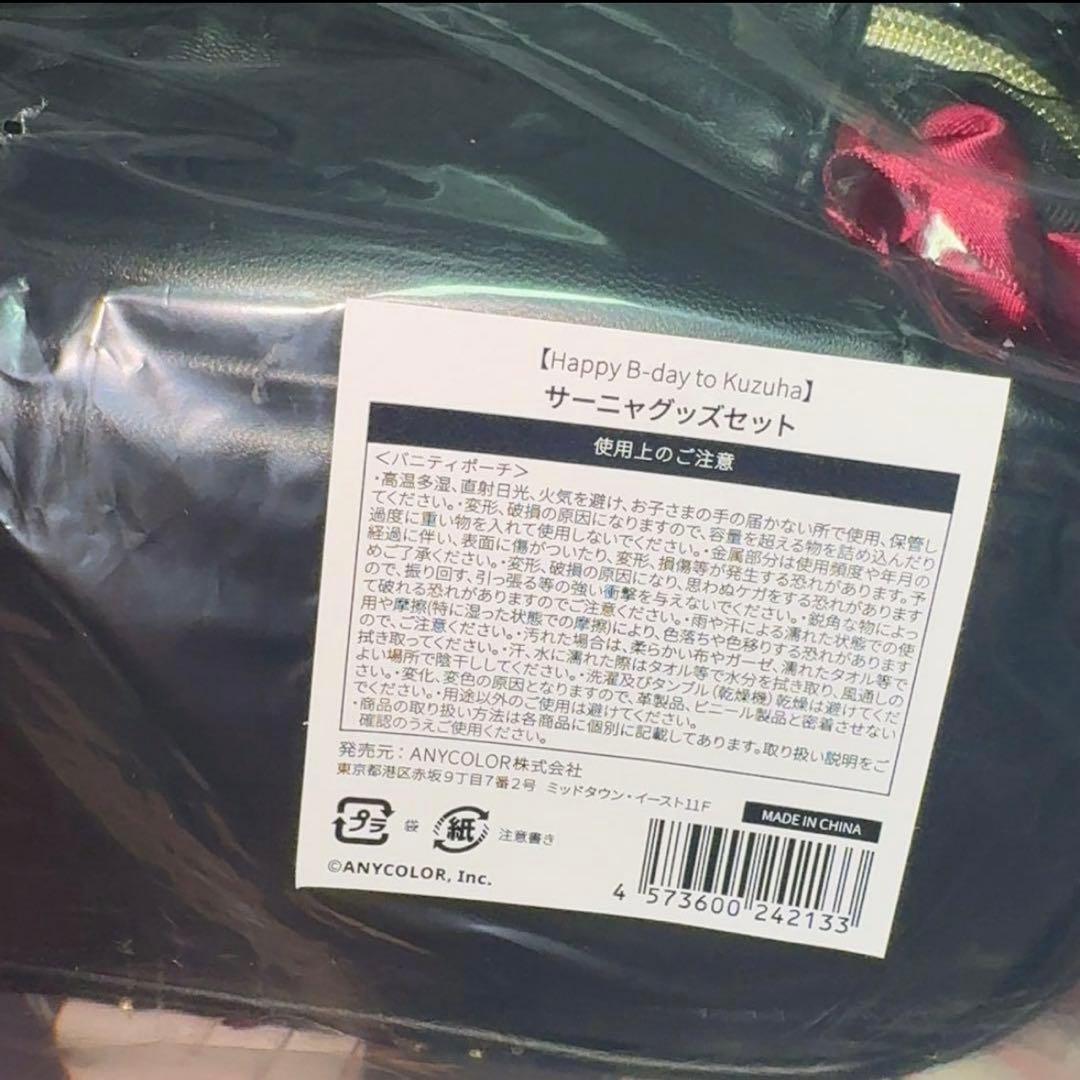 【Happy B-day to Kuzuha】
サーニャグッズセット
使用上のご注意
＜バニティポーチ＞
・高温多湿、直射日光、火気を避け、お子さまの手の届かない所で使用、保管し
てください。・変形、破損の原因になりますので、容量を超える物を詰め込んだり
過度に重い物を入れて使用しないでください。・金属部分は使用頻度や年月の
経過に伴い、表面に傷がついたり、変形、損傷等が発生する恐れがあります。予
めご了承ください。・変形、破損の原因になり、思わぬケガをする恐れがあります
ので、振り回す、引っ張る等の強い衝撃を与えないでください。・鋭角な物によっ
て破れる恐れがありますのでご注意ください。・雨や汗による濡れた状態での使
用や摩擦(特に湿った状態での摩擦)により、色落ちや色移りする恐れがあります
ので、ご注意ください。・汚れた場合は、柔らかい布やガーゼ、濡れたタオル等で
拭き取ってください。・汗、水に濡れた際はタオル等で水分を拭き取り、風通しの
よい場所で陰干ししてください。・洗濯及びタンブル（乾燥機）乾燥は避けてくだ
さい。・変化、変色の原因となりますので、革製品、ビニール製品と密着させない
でください。・用途以外のご使用は避けてください。
・商品の取り扱い方法は各商品に個別に記載してあります。取り扱い説明をご
確認のうえご使用ください。
発売元：ANYCOLOR株式会社
東京都港区赤坂９丁目７番２号 ミッドタウン・イースト11F
MADE IN CHINA
プラ 袋 紙 注意書き
©ANYCOLOR, Inc.
4 573600 242133